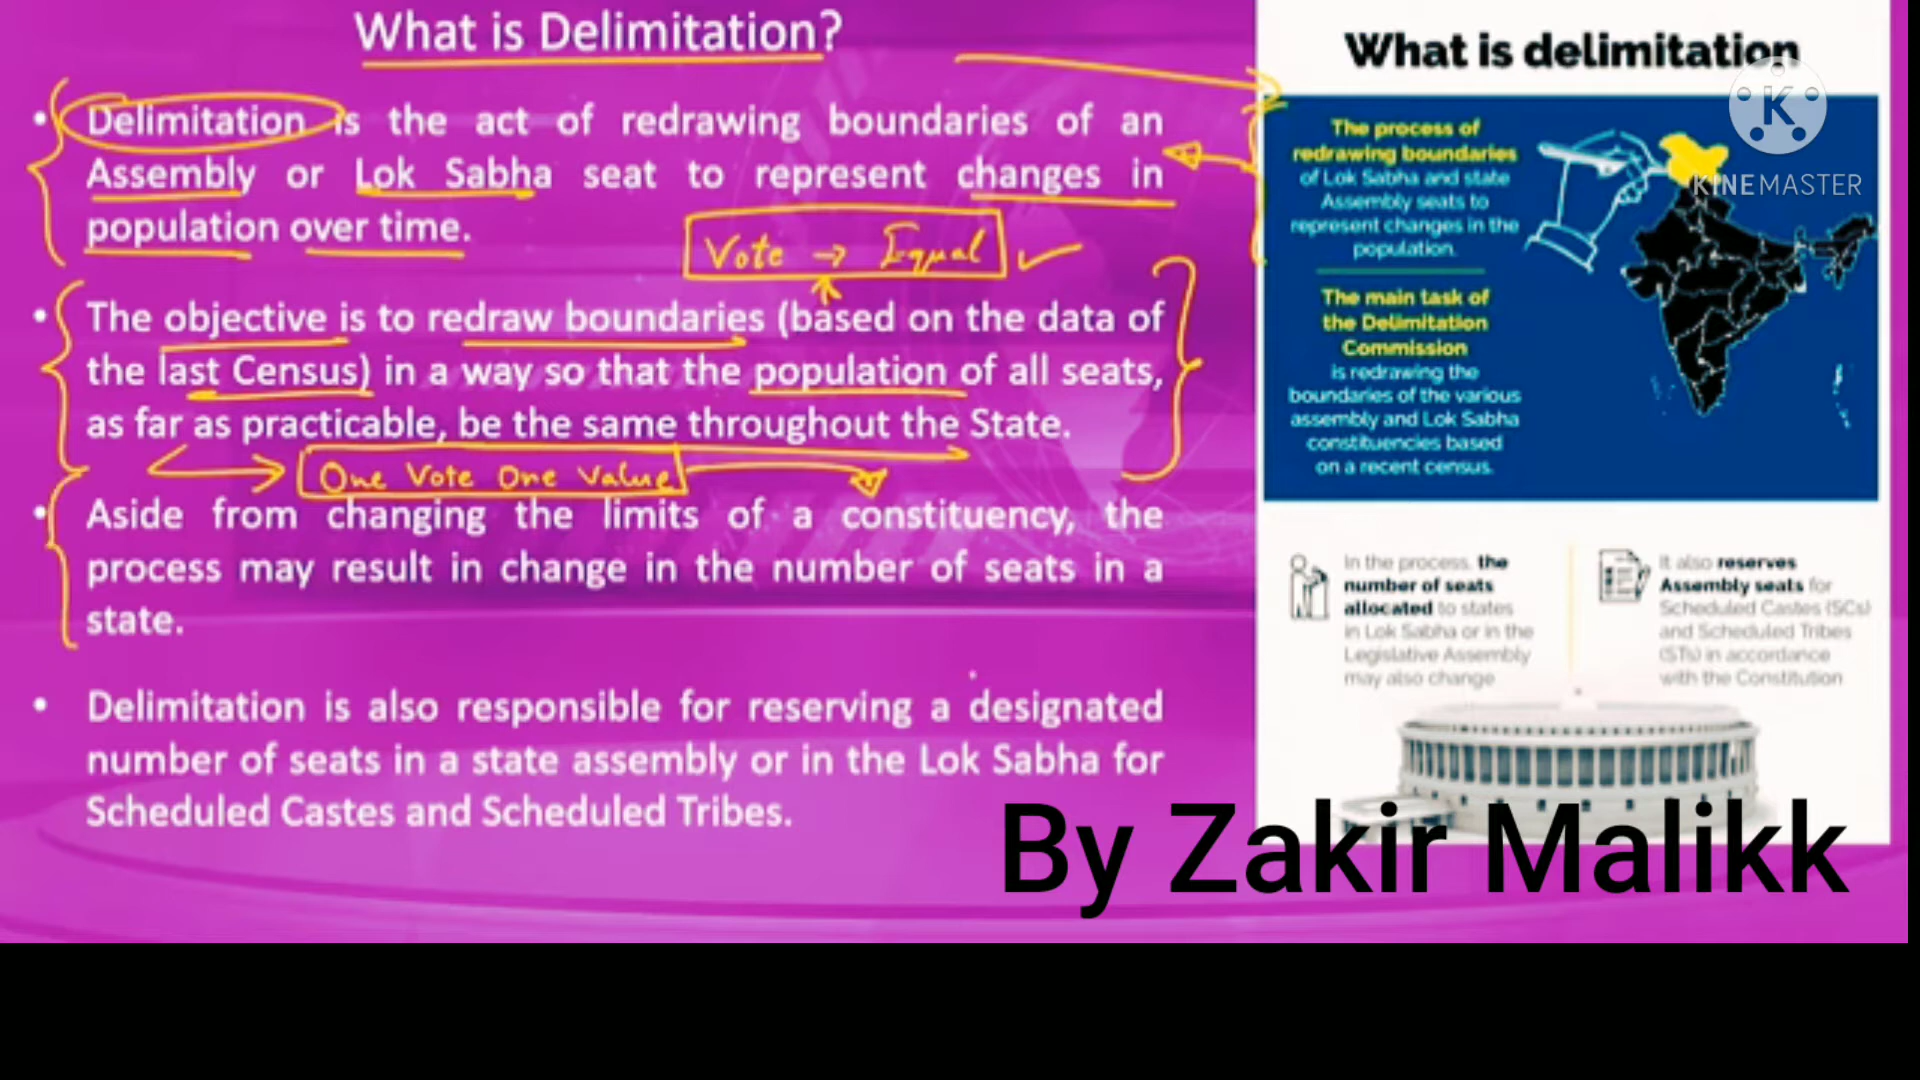 What is Delimitation?
• Delimitation is the act of redrawing boundaries of an
Assembly or Lok Sabha seat to represent changes in
population over time.
Vote → Equal
• The objective is to redraw boundaries (based on the data of
the last Census) in a way so that the population of all seats,
as far as practicable, be the same throughout the State.
One Vote One Value
• Aside from changing the limits of a constituency, the
process may result in change in the number of seats in a
state.
• Delimitation is also responsible for reserving a designated
number of seats in a state assembly or in the Lok Sabha for
Scheduled Castes and Scheduled Tribes.
What is delimitation
K
KINEMASTER
The process of
redrawing boundaries
of Lok Sabha and state
Assembly seats to
represent changes in the
population.
The main task of
the Delimitation
Commission
is redrawing the
boundaries of the various
assembly and Lok Sabha
constituencies based
on a recent census.
In the process, the
number of seats
allocated to states
in Lok Sabha or in the
Legislative Assembly
may also change
It also reserves
Assembly seats for
Scheduled Castes (SCs)
and Scheduled Tribes
(STs) in accordance
with the Constitution
By Zakir Malikk